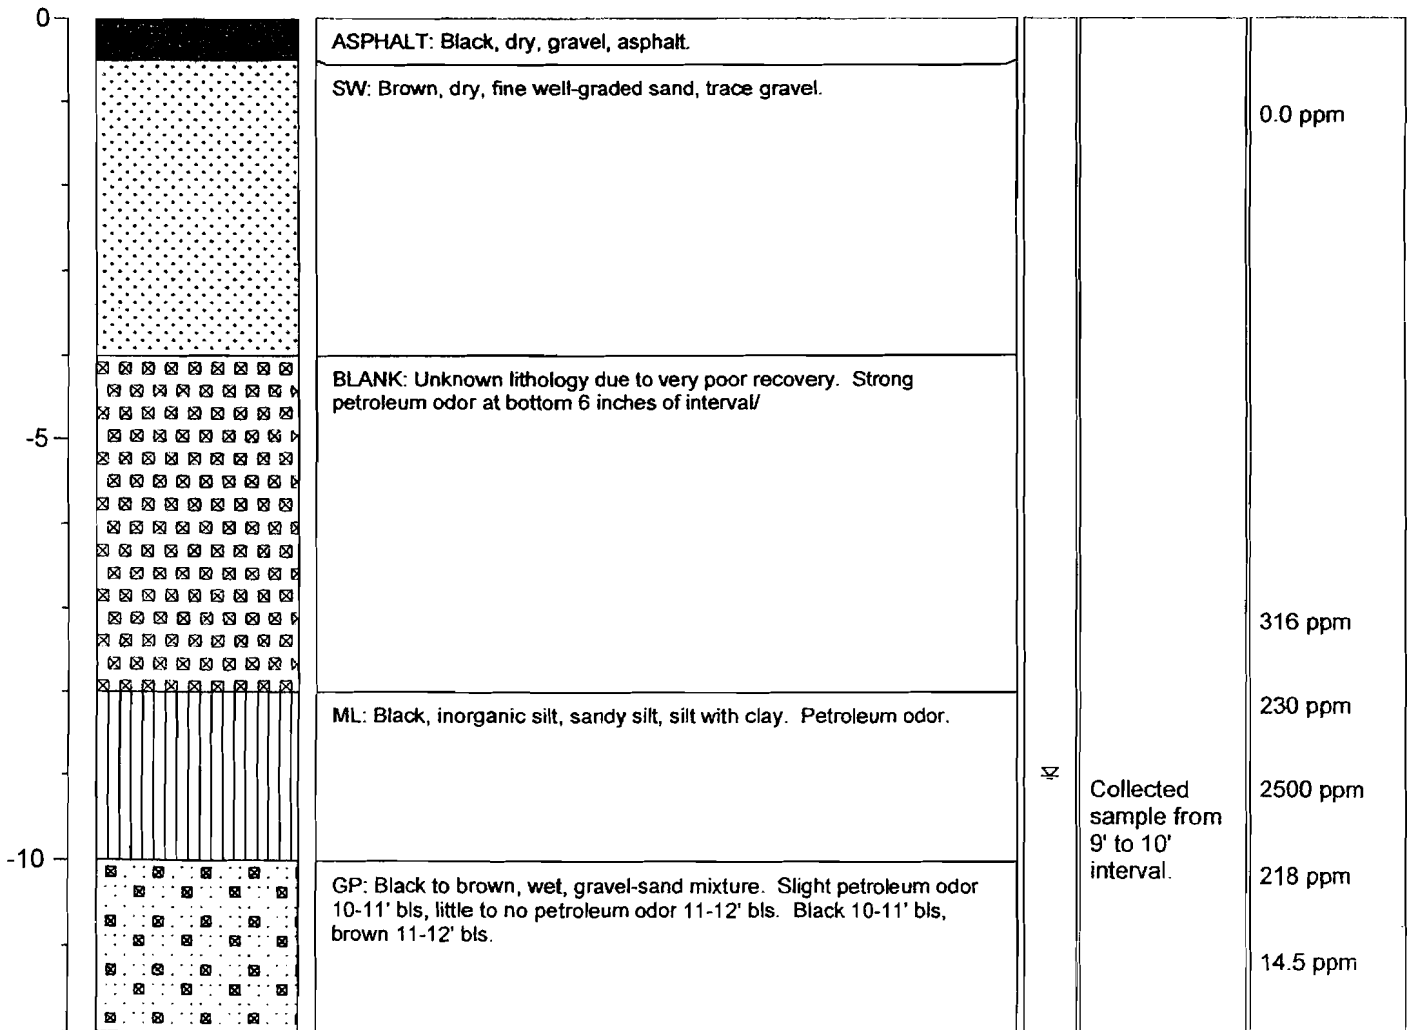 0
ASPHALT: Black, dry, gravel, asphalt.
SW: Brown, dry, fine well-graded sand, trace gravel.
0.0 ppm
BLANK: Unknown lithology due to very poor recovery. Strong
petroleum odor at bottom 6 inches of interval/
-5
316 ppm
ML: Black, inorganic silt, sandy silt, silt with clay. Petroleum odor.
230 ppm
Collected
sample from
9' to 10'
interval.
2500 ppm
-10
GP: Black to brown, wet, gravel-sand mixture. Slight petroleum odor
10-11' bls, little to no petroleum odor 11-12' bls. Black 10-11' bls,
brown 11-12' bls.
218 ppm
14.5 ppm